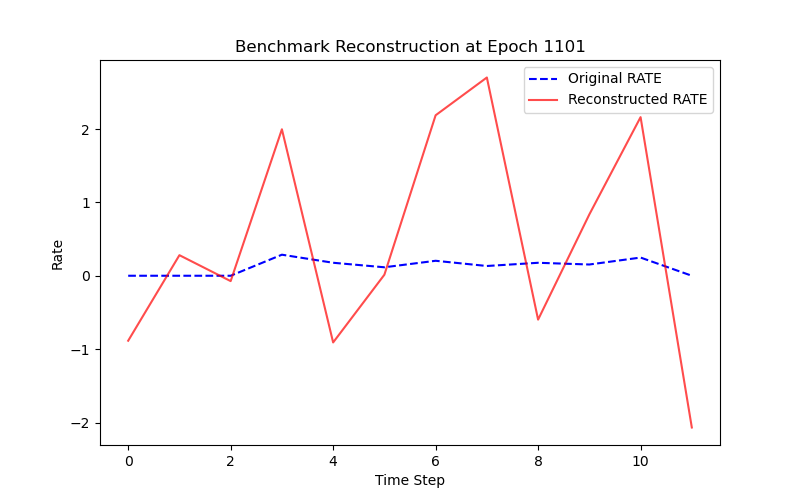 Benchmark Reconstruction at Epoch 1101
Original RATE
Reconstructed RATE
Rate
2
1
0
−1
−2
0 2 4 6 8 10
Time Step